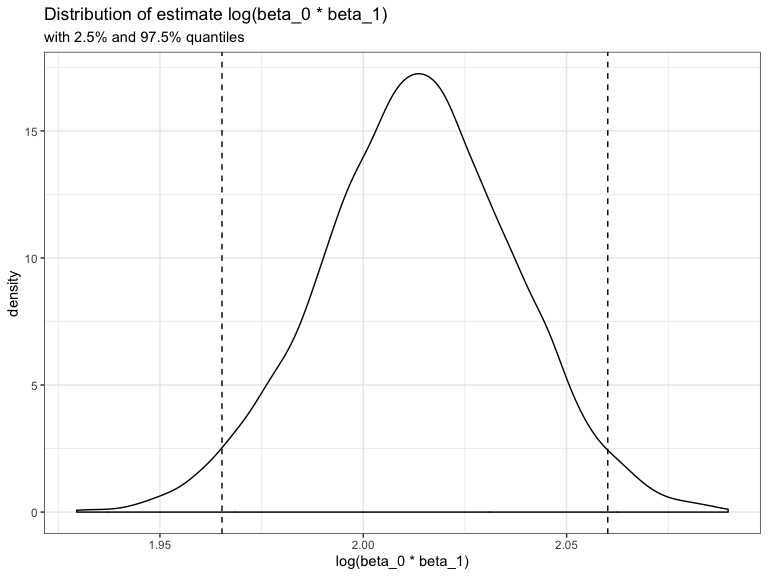 Distribution of estimate log(beta_0 * beta_1)
with 2.5% and 97.5% quantiles
density
15
10
5
0
1.95 2.00 2.05
log(beta_0 * beta_1)